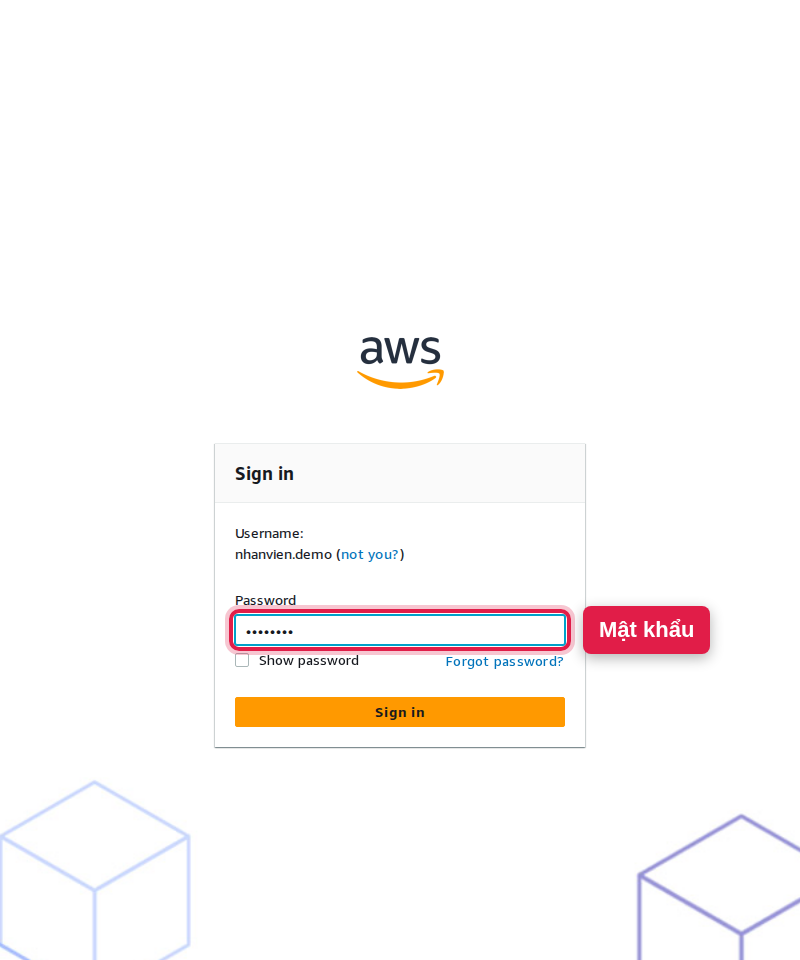 aws
Sign in
Username:
nhanvien.demo (not you?)
Password
••••••••
Mật khẩu
Show password
Forgot password?
Sign in